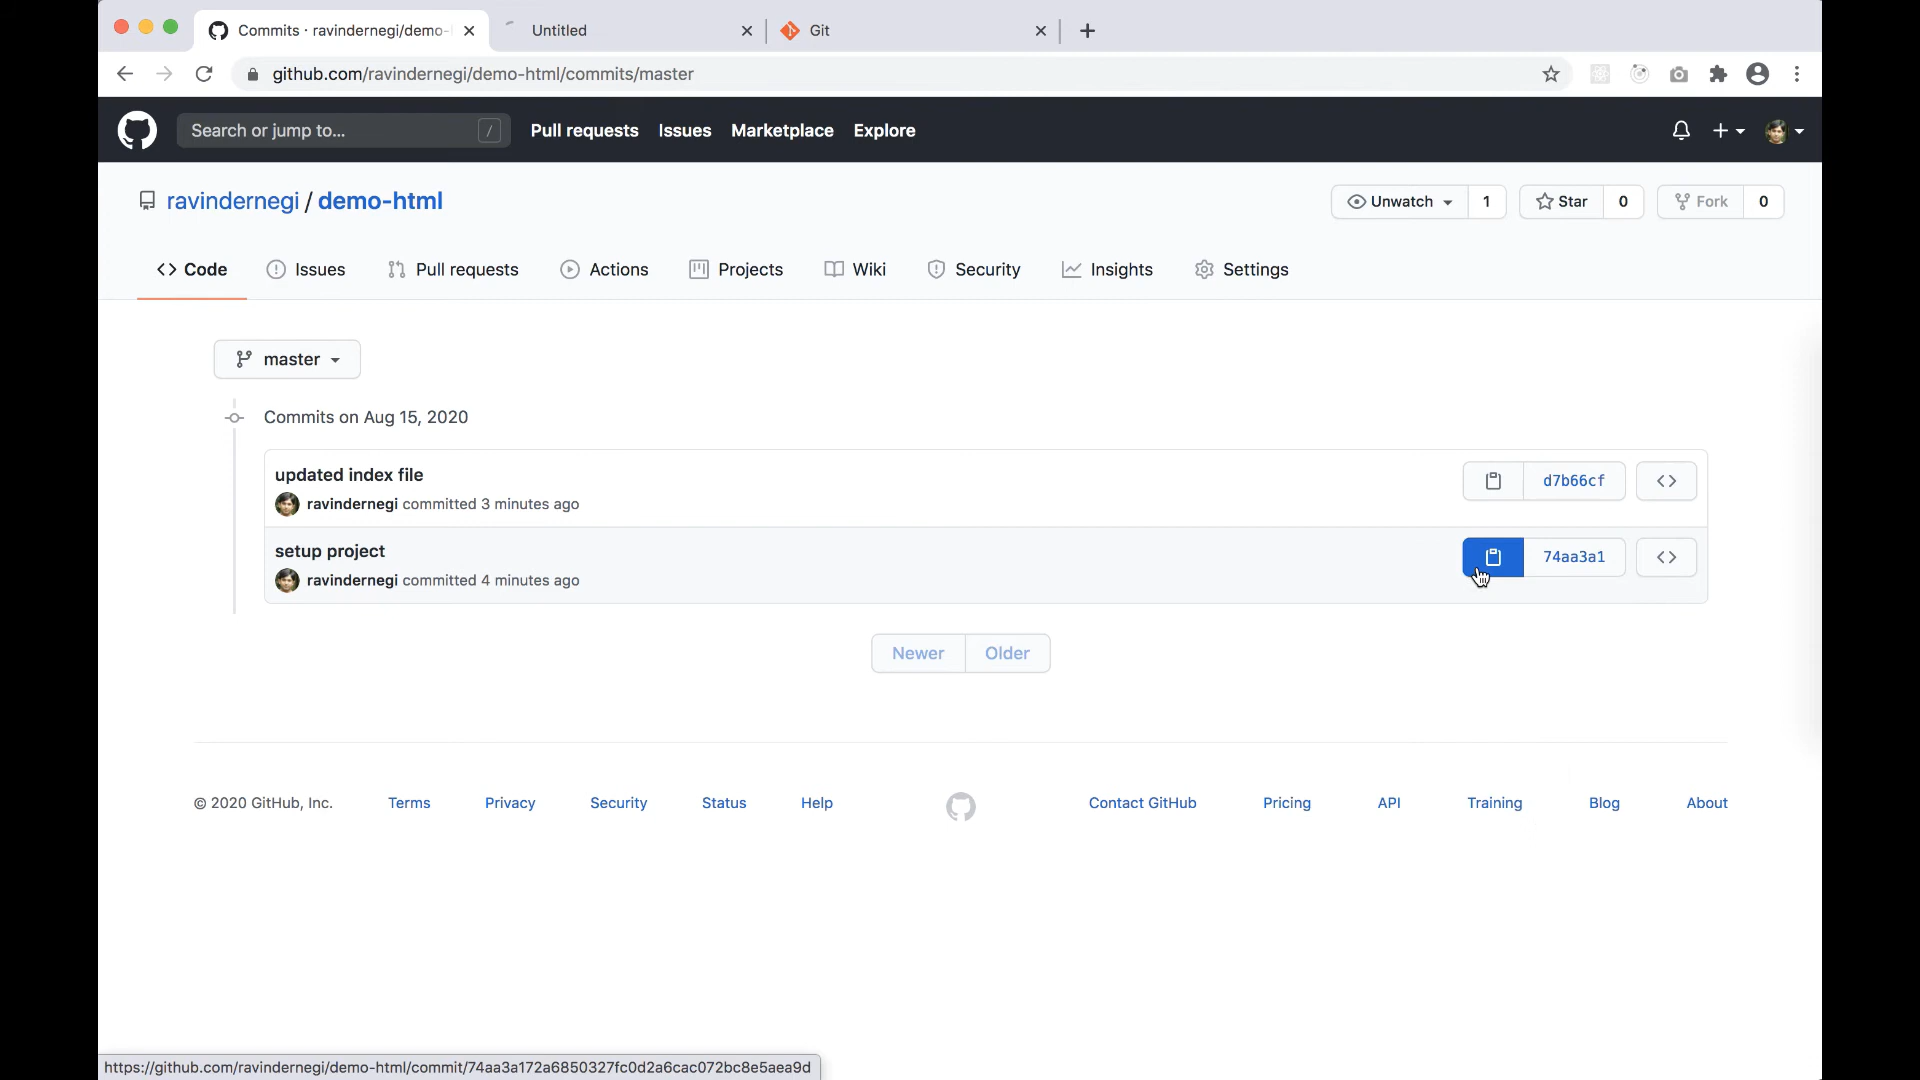 Commits · ravindernegi/demo-
Untitled
Git
github.com/ravindernegi/demo-html/commits/master
Search or jump to...
/
Pull requests
Issues
Marketplace
Explore
ravindernegi / demo-html
Unwatch
1
Star
0
Fork
0
Code
Issues
Pull requests
Actions
Projects
Wiki
Security
Insights
Settings
master
Commits on Aug 15, 2020
updated index file
d7b66cf
ravindernegi committed 3 minutes ago
setup project
74aa3a1
ravindernegi committed 4 minutes ago
Newer
Older
© 2020 GitHub, Inc.
Terms
Privacy
Security
Status
Help
Contact GitHub
Pricing
API
Training
Blog
About
https://github.com/ravindernegi/demo-html/commit/74aa3a172a6850327fc0d2a6cac072bc8e5aea9d